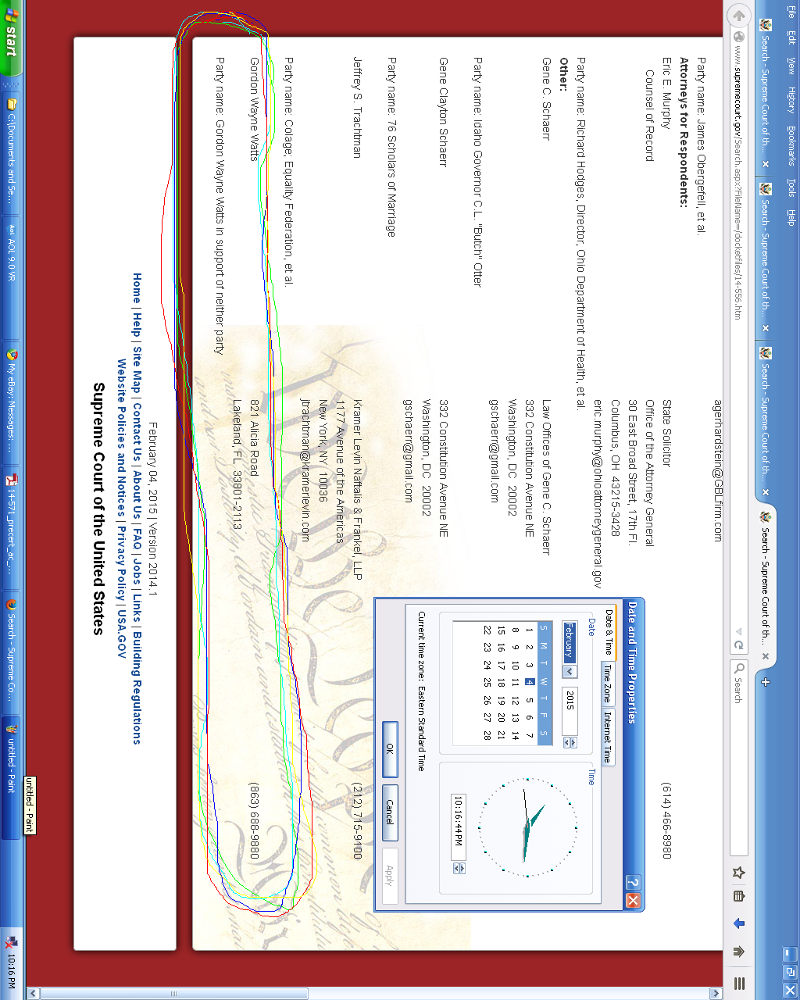 File Edit View History Bookmarks Tools Help
Search - Supreme Court of th... × Search - Supreme Court of th... × Search - Supreme Court of th... × Search - Supreme Court of th... × +
www.supremecourt.gov/Search.aspx?FileName=/docketfiles/14-556.htm Search
agerhardstein@GBLfirm.com
Party name: James Obergefell, et al.
Attorneys for Respondents:
Eric E. Murphy State Solicitor (614) 466-8980
Counsel of Record Office of the Attorney General
30 East Broad Street, 17th Fl.
Columbus, OH 43215-3428
eric.murphy@ohioattorneygeneral.gov
Party name: Richard Hodges, Director, Ohio Department of Health, et al.
Other:
Gene C. Schaerr Law Offices of Gene C. Schaerr
332 Constitution Avenue NE
Washington, DC 20002
gschaerr@gmail.com
Party name: Idaho Governor C.L. "Butch" Otter
Gene Clayton Schaerr 332 Constitution Avenue NE
Washington, DC 20002
gschaerr@gmail.com
Party name: 76 Scholars of Marriage
Jeffrey S. Trachtman Kramer Levin Naftalis & Frankel, LLP (212) 715-9100
1177 Avenue of the Americas
New York, NY 10036
jtrachtman@kramerlevin.com
Party name: Colage; Equality Federation, et al.
Gordon Wayne Watts 821 Alicia Road (863) 688-9880
Lakeland, FL 33801-2113
Party name: Gordon Wayne Watts in support of neither party
February 04, 2015 | Version 2014.1
Home | Help | Site Map | Contact Us | About Us | FAQ | Jobs | Links | Building Regulations
Website Policies and Notices | Privacy Policy | USA.GOV
Supreme Court of the United States
Date and Time Properties
Date & Time Time Zone Internet Time
Date Time
February 2015
S M T W T F S
1 2 3 4 5 6 7
8 9 10 11 12 13 14
15 16 17 18 19 20 21
22 23 24 25 26 27 28
10:16:44 PM
Current time zone: Eastern Standard Time
OK Cancel Apply
untitled - Paint
start C:\Documents and Se... AOL 9.0 VR My eBay: Messages: ... 14-571_precert_ac_... Search - Supreme Co... untitled - Paint 10:16 PM